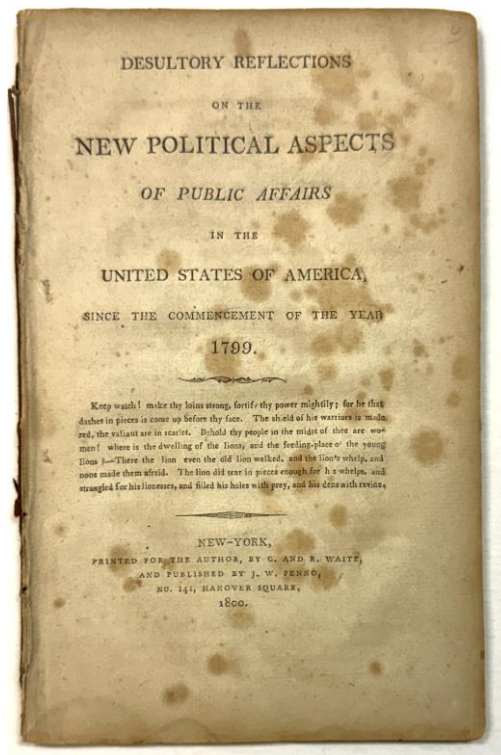 DESULTORY REFLECTIONS
ON THE
NEW POLITICAL ASPECTS
OF PUBLIC AFFAIRS
IN THE
UNITED STATES OF AMERICA,
SINCE THE COMMENCEMENT OF THE YEAR
1799.
Keep watch! make thy loins strong, fortify thy power mightily; for he that
dashes in pieces is come up before thy face. The shield of his warriors is made
red, the valiant are in scarlet. Behold thy people in the midst of thee are wo-
men! where is the dwelling of the lions, and the feeding-place of the young
lions?—There the lion even the old lion walked, and the lion's whelp, and
none made them afraid. The lion did tear in pieces enough for his whelps, and
strangled for his lionesses, and filled his holes with prey, and his dens with ravine.
NEW-YORK,
PRINTED FOR THE AUTHOR, BY G. AND R. WAITE,
AND PUBLISHED BY J. W. FENNO,
NO. 141, HANOVER SQUARE,
1800.